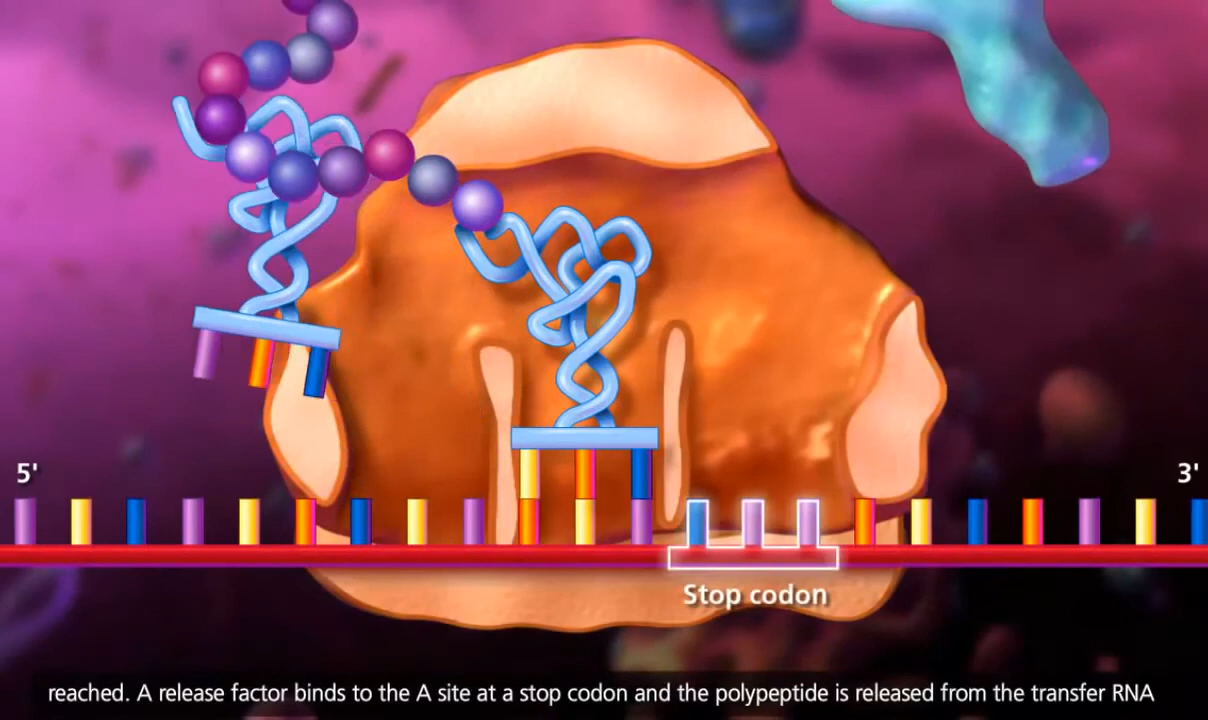 5'
3'
Stop codon
reached. A release factor binds to the A site at a stop codon and the polypeptide is released from the transfer RNA